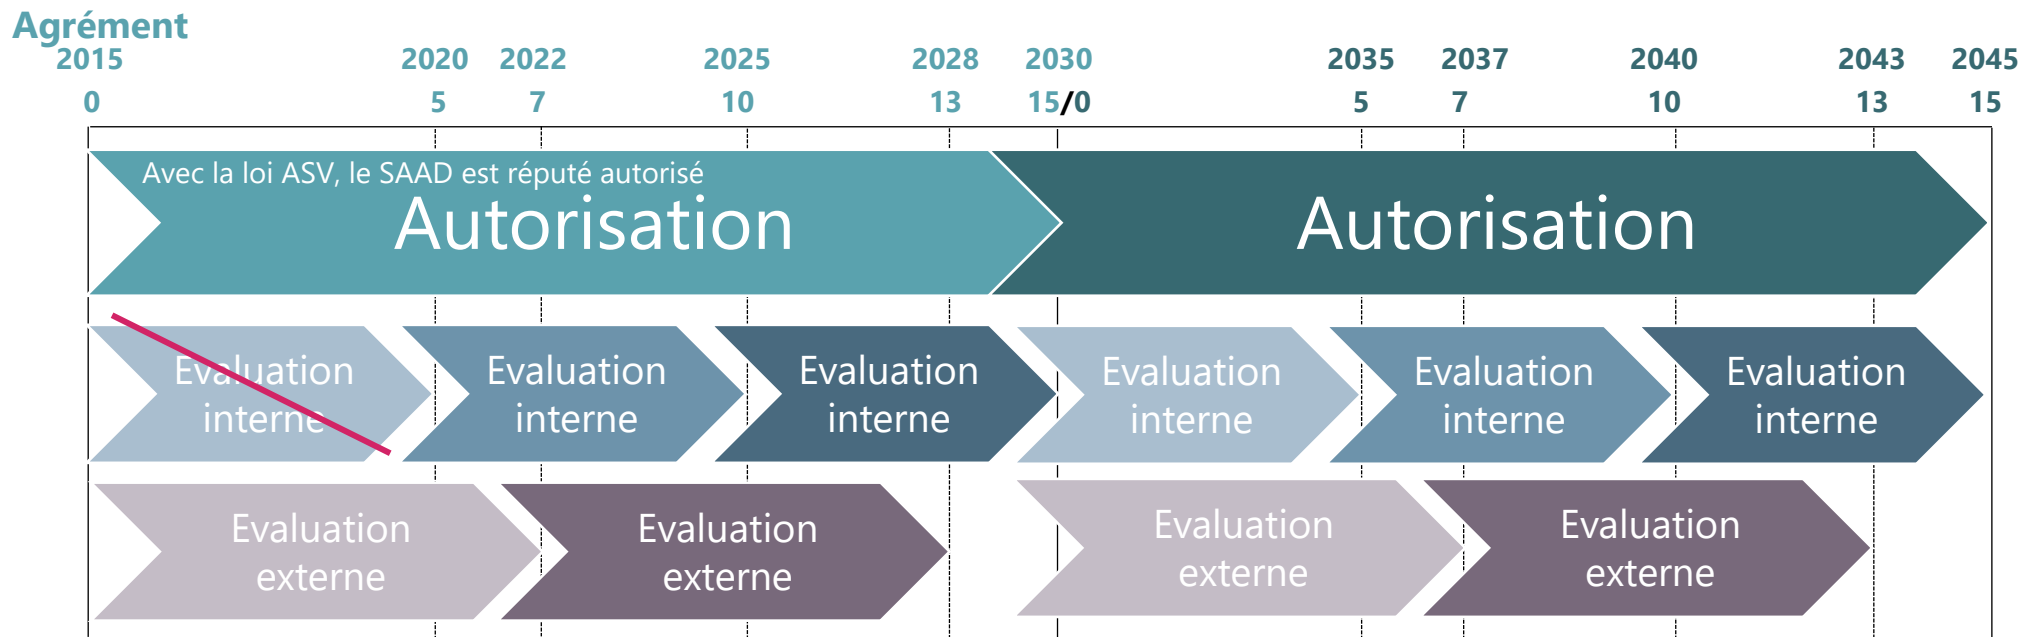 Agrément
2015 2020 2022 2025 2028 2030 2035 2037 2040 2043 2045
0 5 7 10 13 15/0 5 7 10 13 15
Avec la loi ASV, le SAAD est réputé autorisé
Autorisation
Autorisation
Evaluation
interne
Evaluation
interne
Evaluation
interne
Evaluation
interne
Evaluation
interne
Evaluation
interne
Evaluation
externe
Evaluation
externe
Evaluation
externe
Evaluation
externe